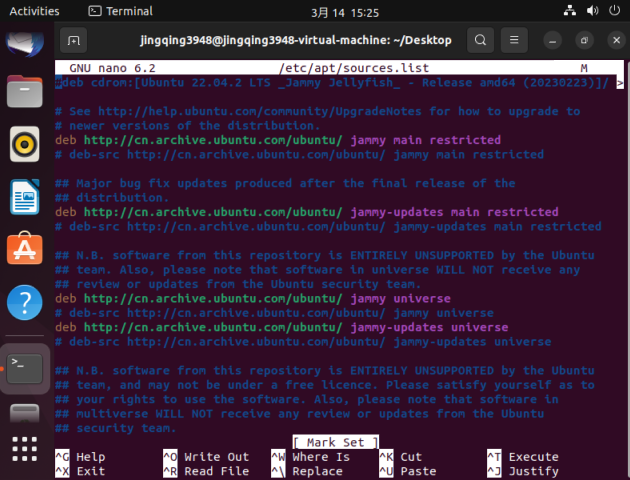 Activities
Terminal
3月 14 15:25
jingqing3948@jingqing3948-virtual-machine: ~/Desktop
GNU nano 6.2 /etc/apt/sources.list M
#deb cdrom:[Ubuntu 22.04.2 LTS _Jammy Jellyfish_ - Release amd64 (20230223)]/ >
# See http://help.ubuntu.com/community/UpgradeNotes for how to upgrade to
# newer versions of the distribution.
deb http://cn.archive.ubuntu.com/ubuntu/ jammy main restricted
# deb-src http://cn.archive.ubuntu.com/ubuntu/ jammy main restricted
## Major bug fix updates produced after the final release of the
## distribution.
deb http://cn.archive.ubuntu.com/ubuntu/ jammy-updates main restricted
# deb-src http://cn.archive.ubuntu.com/ubuntu/ jammy-updates main restricted
## N.B. software from this repository is ENTIRELY UNSUPPORTED by the Ubuntu
## team. Also, please note that software in universe WILL NOT receive any
## review or updates from the Ubuntu security team.
deb http://cn.archive.ubuntu.com/ubuntu/ jammy universe
# deb-src http://cn.archive.ubuntu.com/ubuntu/ jammy universe
deb http://cn.archive.ubuntu.com/ubuntu/ jammy-updates universe
# deb-src http://cn.archive.ubuntu.com/ubuntu/ jammy-updates universe
## N.B. software from this repository is ENTIRELY UNSUPPORTED by the Ubuntu
## team, and may not be under a free licence. Please satisfy yourself as to
## your rights to use the software. Also, please note that software in
## multiverse WILL NOT receive any review or updates from the Ubuntu
## security team.
[ Mark Set ]
^G Help ^O Write Out ^W Where Is ^K Cut ^T Execute
^X Exit ^R Read File ^\ Replace ^U Paste ^J Justify